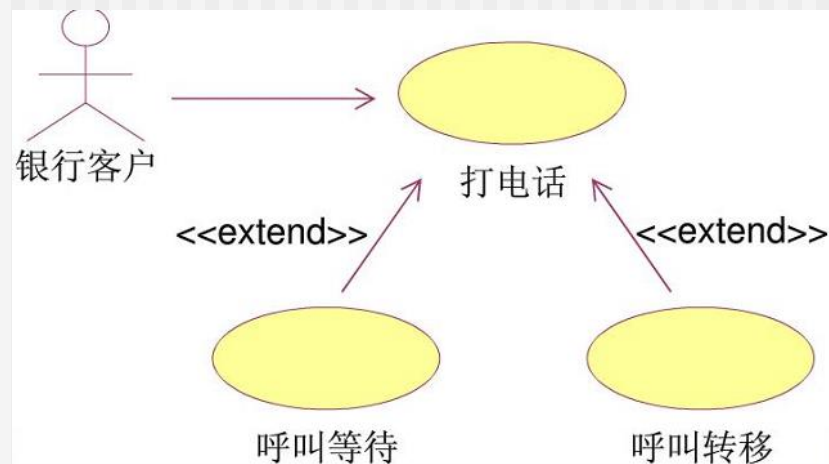 银行客户
打电话
<<extend>>
<<extend>>
呼叫等待
呼叫转移